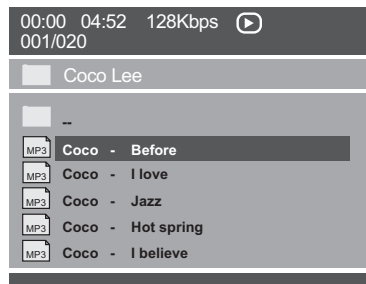 00:00 04:52 128Kbps
001/020
Coco Lee
--
MP3 Coco - Before
MP3 Coco - I love
MP3 Coco - Jazz
MP3 Coco - Hot spring
MP3 Coco - I believe